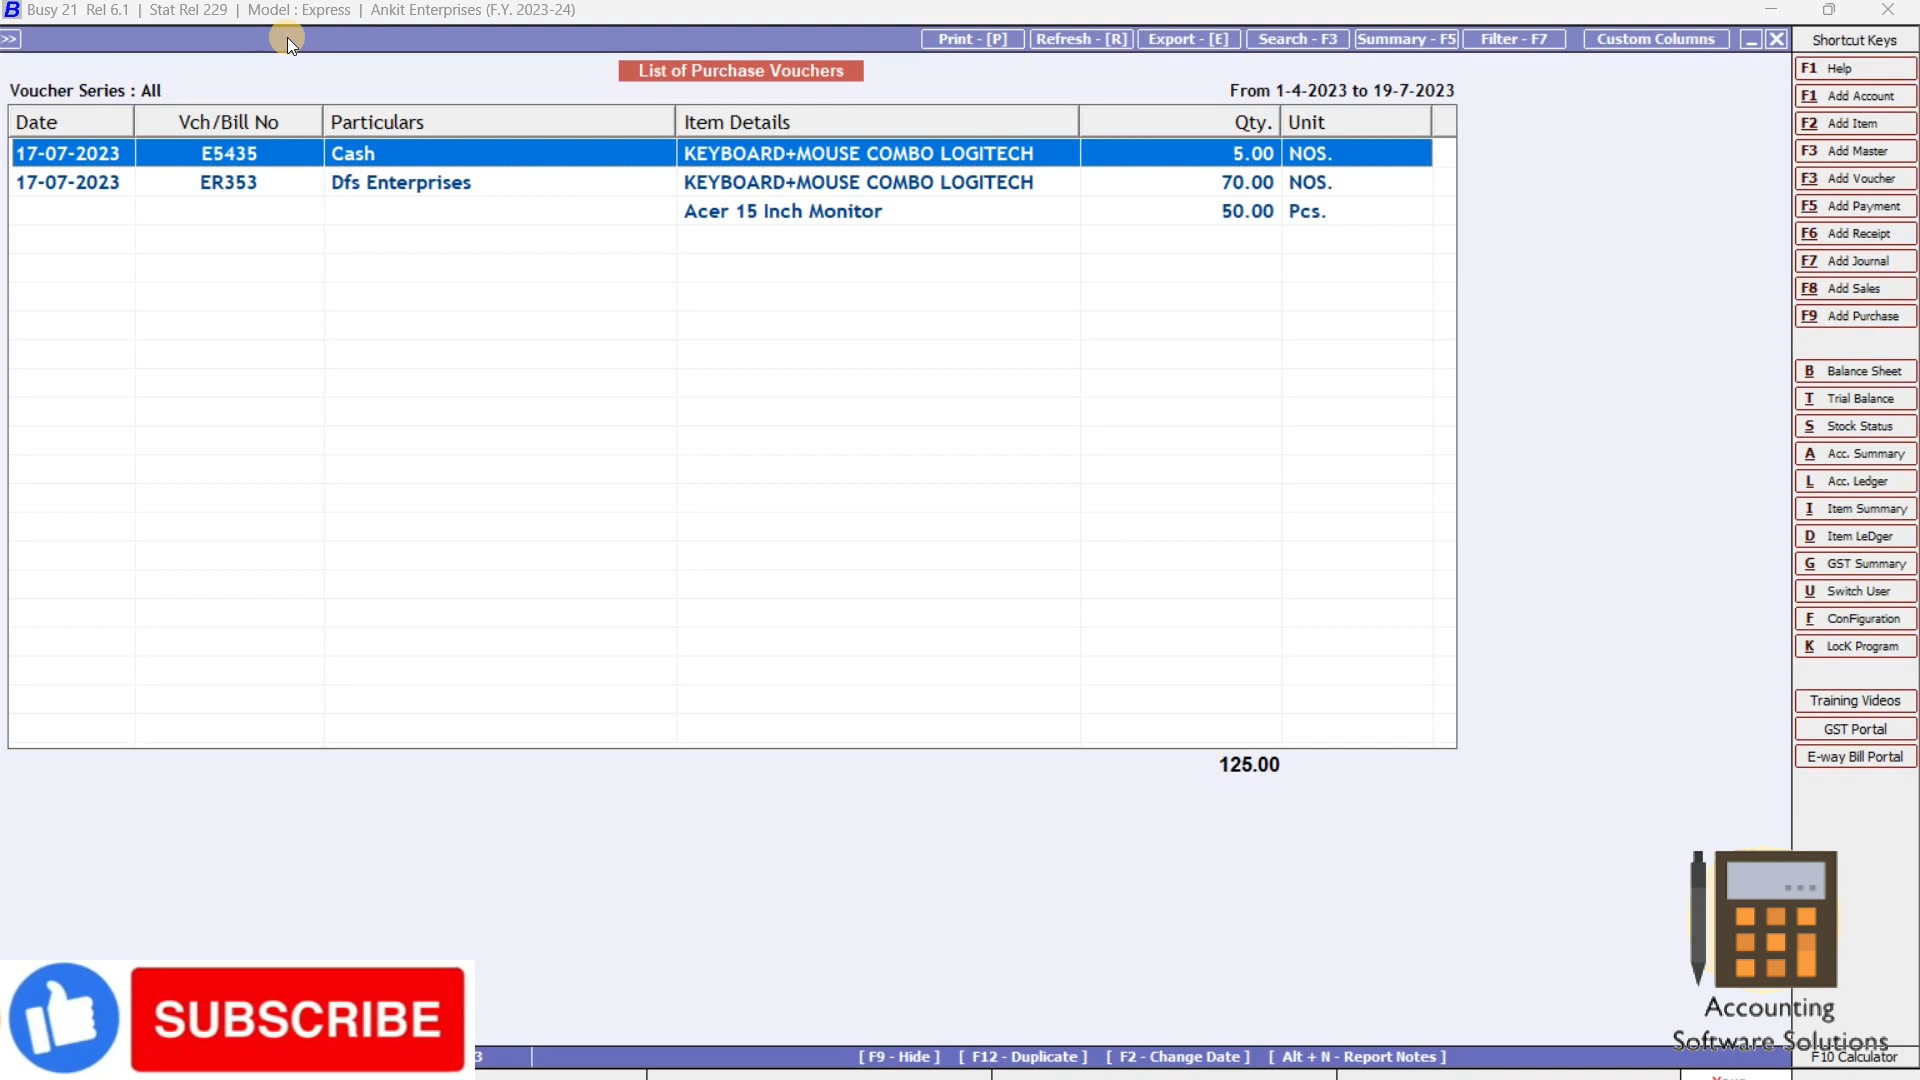 B Busy 21 Rel 6.1 | Stat Rel 229 | Model : Express | Ankit Enterprises (F.Y. 2023-24)
>> Print - [P] Refresh - [R] Export - [E] Search - F3 Summary - F5 Filter - F7 Custom Columns
List of Purchase Vouchers
Voucher Series : All From 1-4-2023 to 19-7-2023
Date Vch/Bill No Particulars Item Details Qty. Unit
17-07-2023 E5435 Cash KEYBOARD+MOUSE COMBO LOGITECH 5.00 NOS.
17-07-2023 ER353 Dfs Enterprises KEYBOARD+MOUSE COMBO LOGITECH 70.00 NOS.
Acer 15 Inch Monitor 50.00 Pcs.
125.00
Shortcut Keys
F1 Help
F1 Add Account
F2 Add Item
F3 Add Master
F3 Add Voucher
F5 Add Payment
F6 Add Receipt
F7 Add Journal
F8 Add Sales
F9 Add Purchase
B Balance Sheet
T Trial Balance
S Stock Status
A Acc. Summary
L Acc. Ledger
I Item Summary
D Item LeDger
G GST Summary
U Switch User
F ConFiguration
K LocK Program
Training Videos
GST Portal
E-way Bill Portal
Accounting
Software Solutions
SUBSCRIBE
3 [ F9 - Hide ] [ F12 - Duplicate ] [ F2 - Change Date ] [ Alt + N - Report Notes ]
F10 Calculator